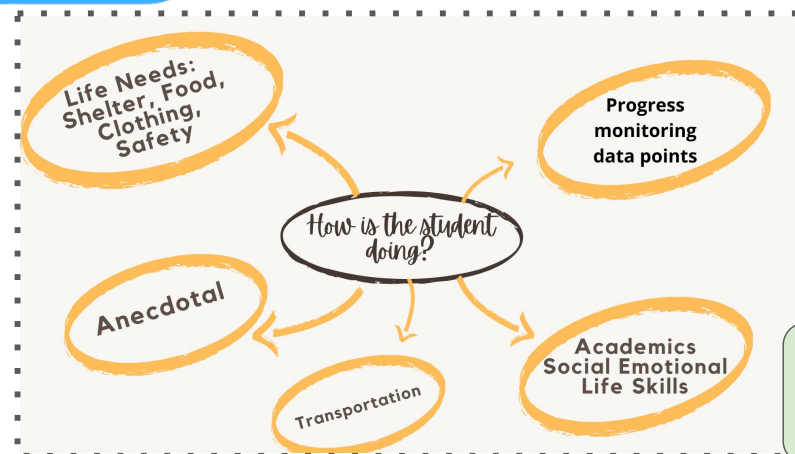 Life Needs:
Shelter, Food,
Clothing,
Safety
Progress
monitoring
data points
How is the student
doing?
Anecdotal
Transportation
Academics
Social Emotional
Life Skills